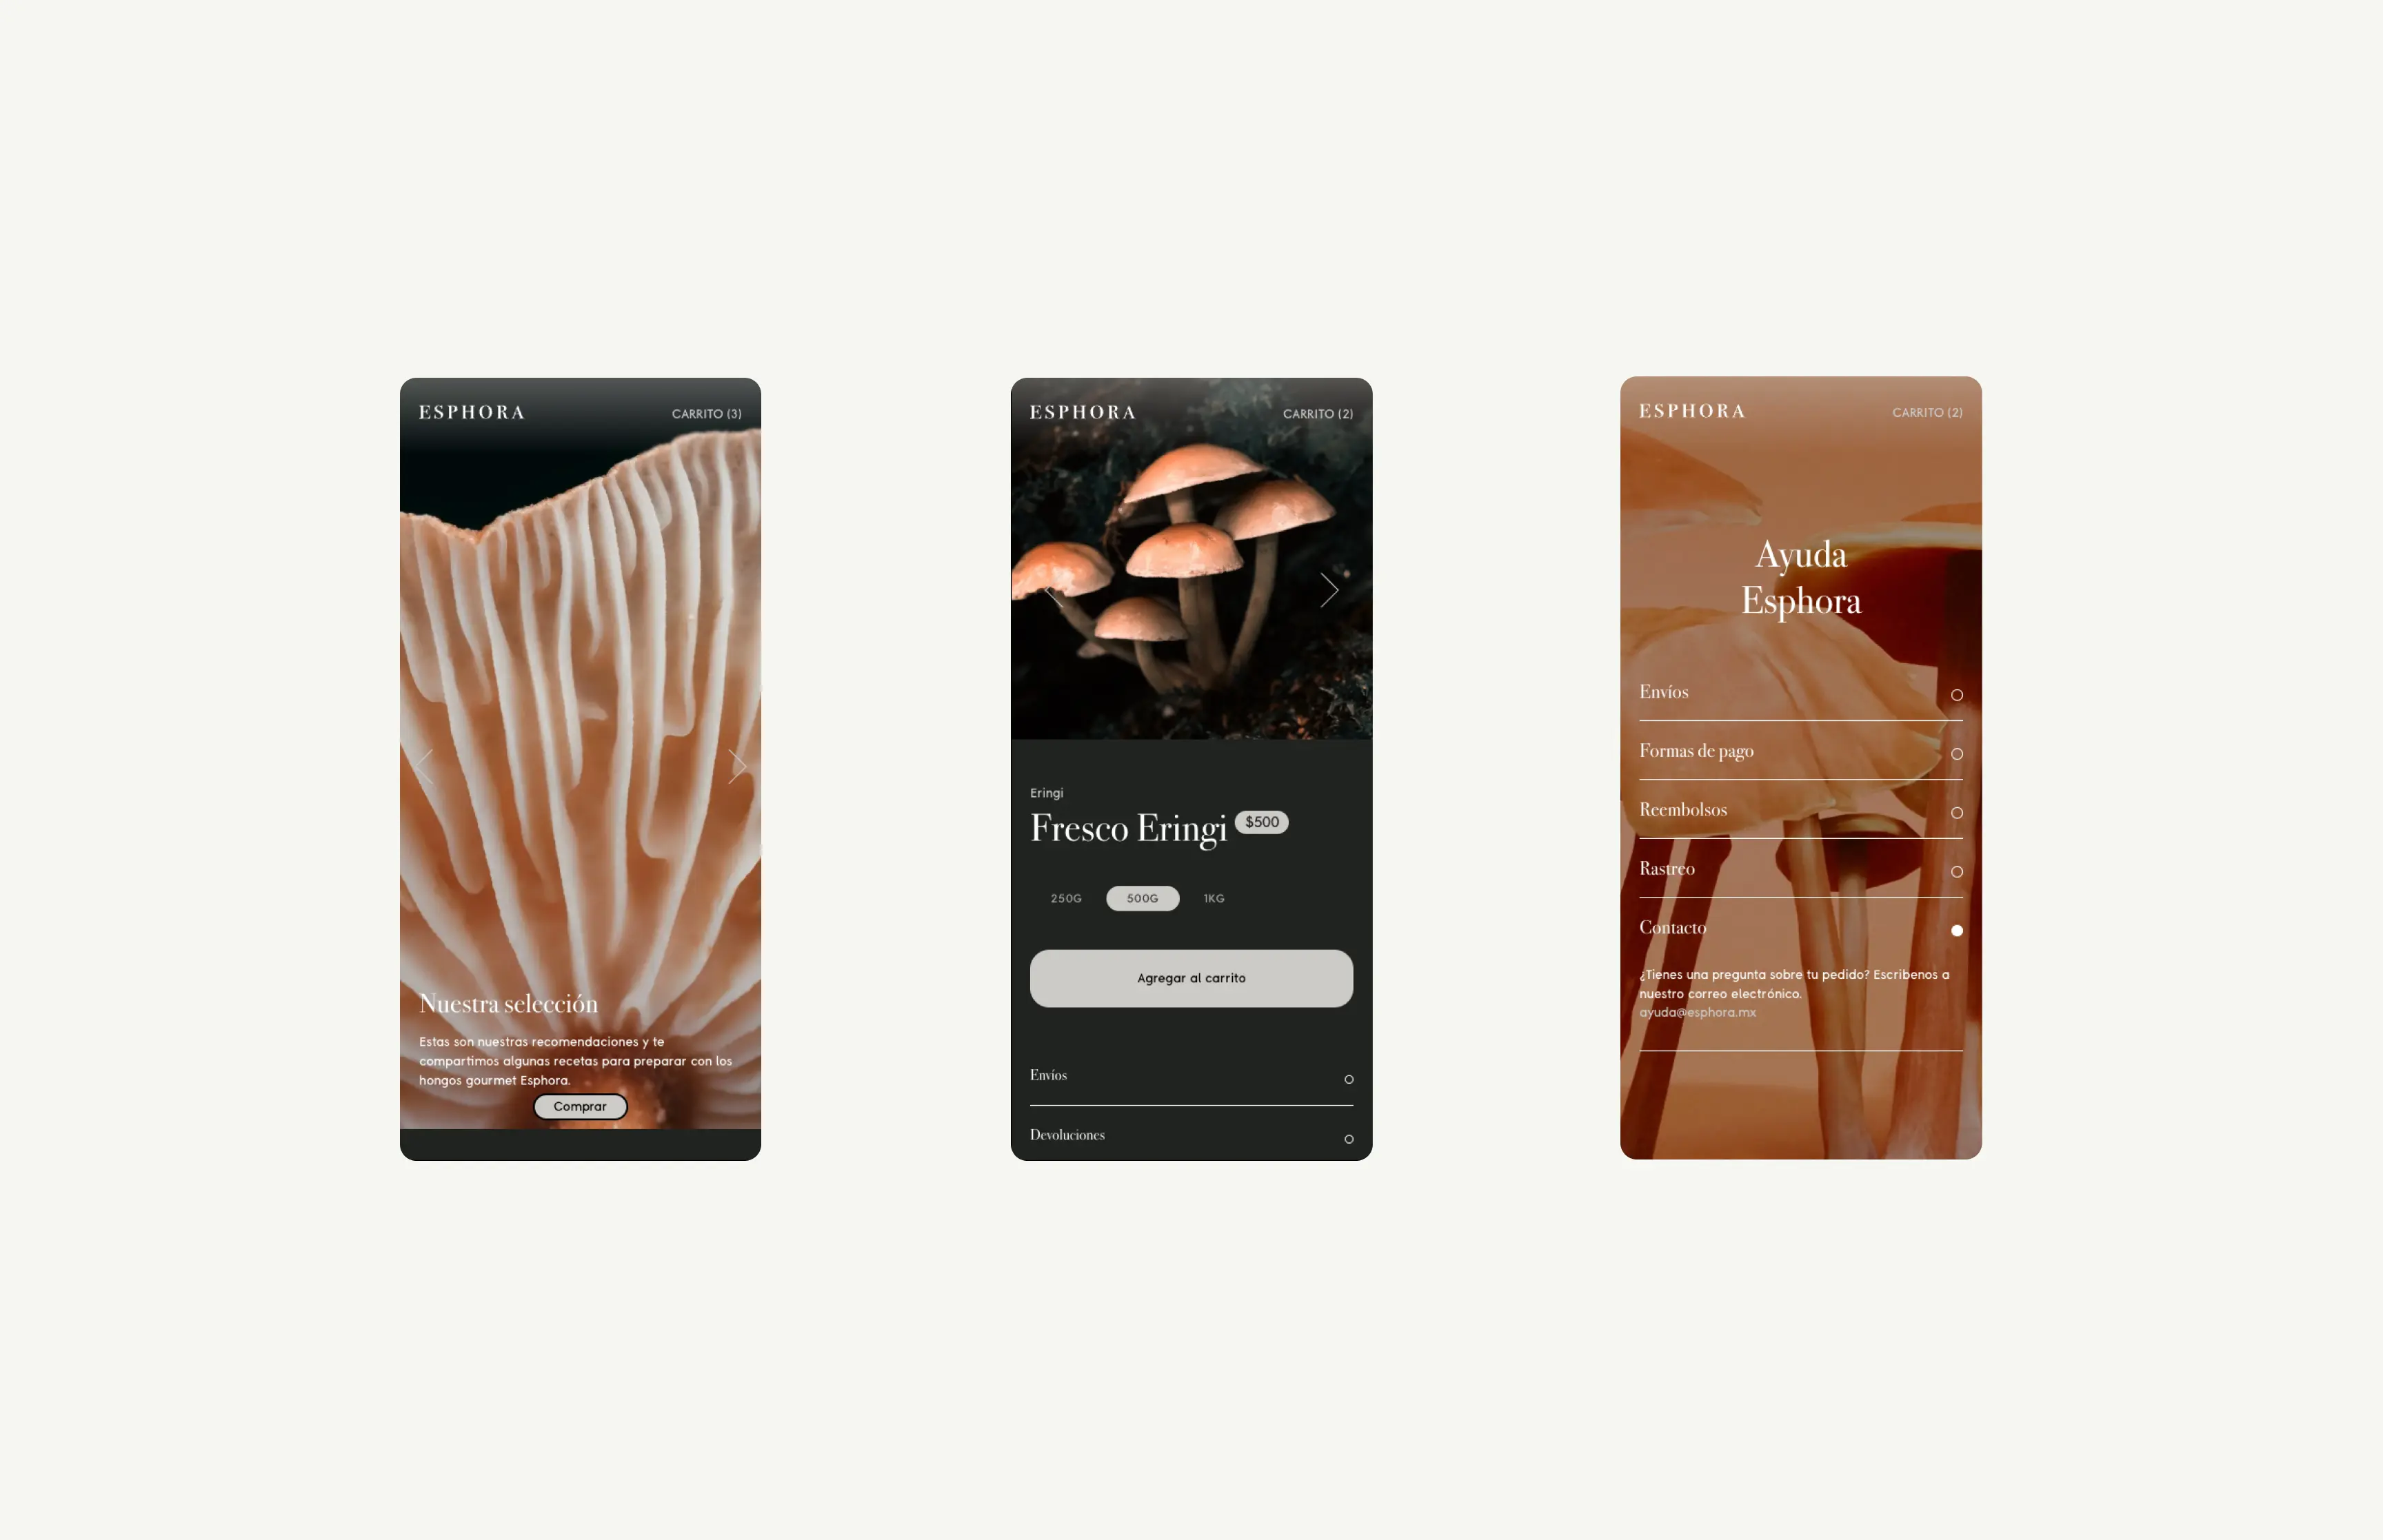 ESPHORA
CARRITO (3)
Nuestra selección
Estas son nuestras recomendaciones y te
compartimos algunas recetas para preparar con los
hongos gourmet Esphora.
Comprar
ESPHORA
CARRITO (2)
Eringi
Fresco Eringi $500
250G 500G 1KG
Agregar al carrito
Envíos
Devoluciones
ESPHORA
CARRITO (2)
Ayuda
Esphora
Envíos
Formas de pago
Reembolsos
Rastreo
Contacto
¿Tienes una pregunta sobre tu pedido? Escribenos a
nuestro correo electrónico.
ayuda@esphora.mx